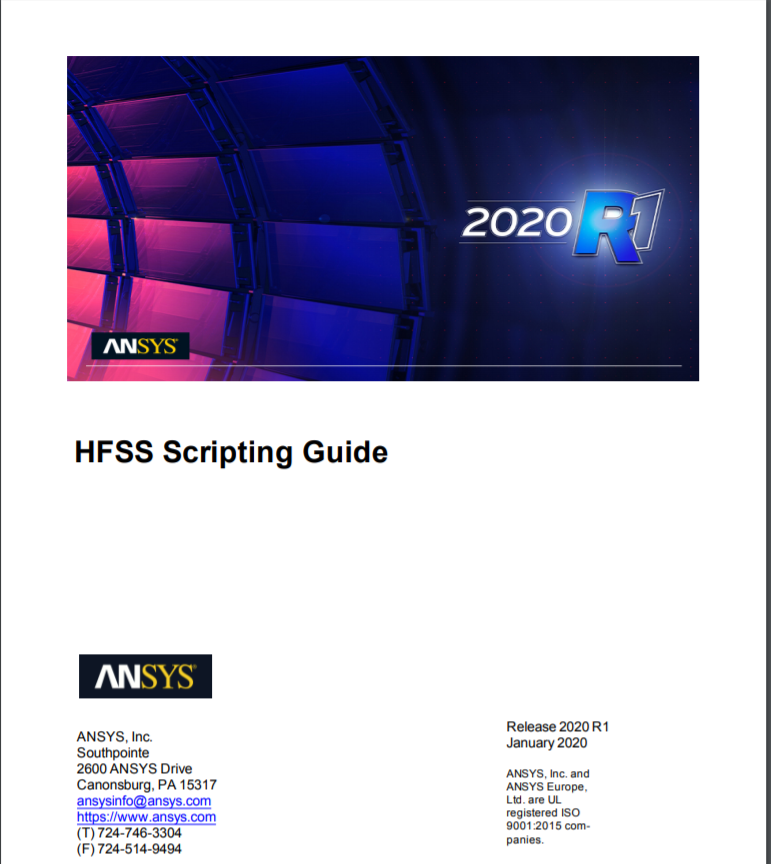 2020 R1
ANSYS
HFSS Scripting Guide
ANSYS
ANSYS, Inc.
Southpointe
2600 ANSYS Drive
Canonsburg, PA 15317
ansysinfo@ansys.com
https://www.ansys.com
(T) 724-746-3304
(F) 724-514-9494
Release 2020 R1
January 2020
ANSYS, Inc. and
ANSYS Europe,
Ltd. are UL
registered ISO
9001:2015 com-
panies.